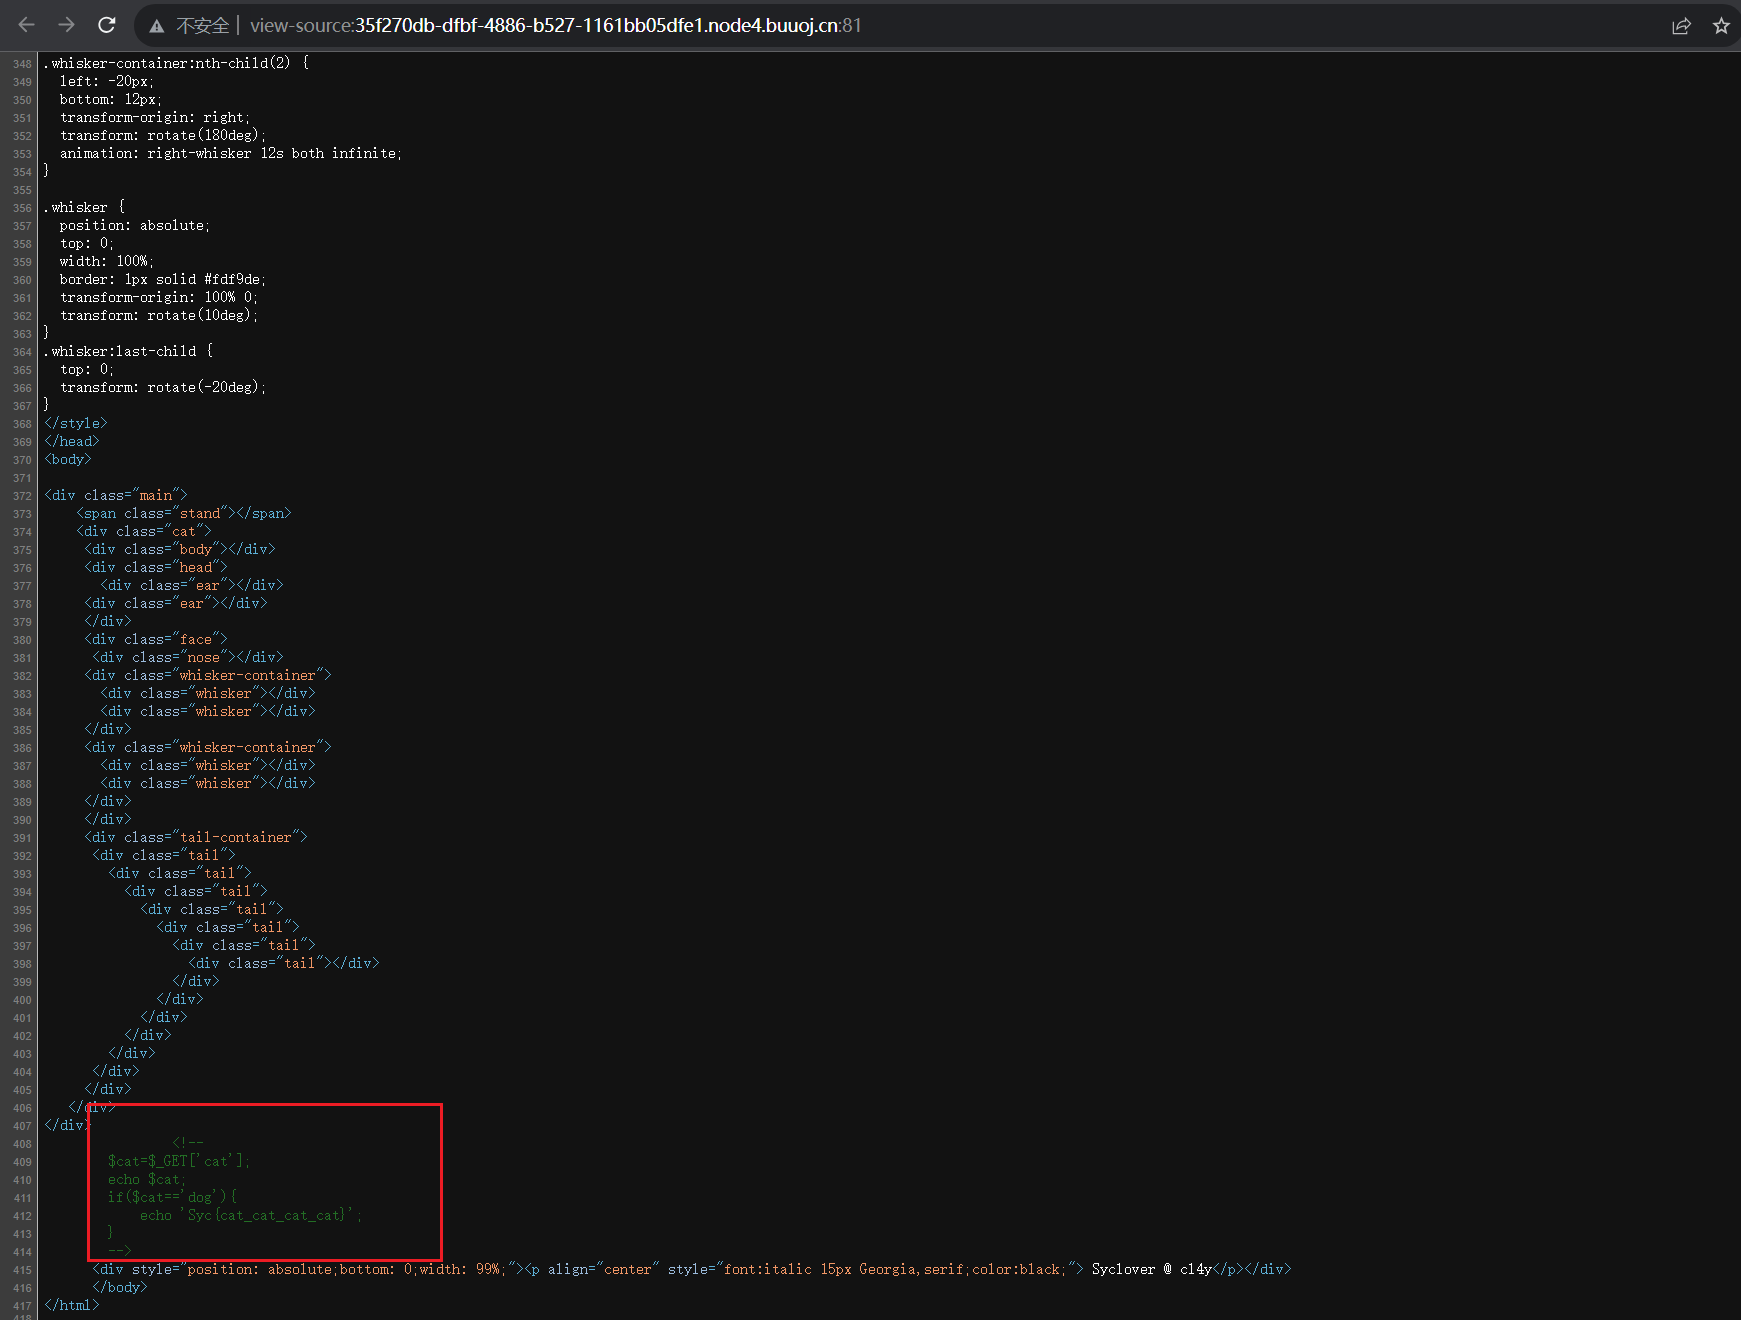 不安全 | view-source:35f270db-dfbf-4886-b527-1161bb05dfe1.node4.buuoj.cn:81
348 .whisker-container:nth-child(2) {
349   left: -20px;
350   bottom: 12px;
351   transform-origin: right;
352   transform: rotate(180deg);
353   animation: right-whisker 12s both infinite;
354 }
355
356 .whisker {
357   position: absolute;
358   top: 0;
359   width: 100%;
360   border: 1px solid #fdf9de;
361   transform-origin: 100% 0;
362   transform: rotate(10deg);
363 }
364 .whisker:last-child {
365   top: 0;
366   transform: rotate(-20deg);
367 }
368 </style>
369 </head>
370 <body>
371
372 <div class="main">
373     <span class="stand"></span>
374     <div class="cat">
375      <div class="body"></div>
376      <div class="head">
377        <div class="ear"></div>
378      <div class="ear"></div>
379      </div>
380      <div class="face">
381       <div class="nose"></div>
382      <div class="whisker-container">
383        <div class="whisker"></div>
384        <div class="whisker"></div>
385      </div>
386      <div class="whisker-container">
387        <div class="whisker"></div>
388        <div class="whisker"></div>
389      </div>
390      </div>
391      <div class="tail-container">
392       <div class="tail">
393         <div class="tail">
394           <div class="tail">
395             <div class="tail">
396               <div class="tail">
397                 <div class="tail">
398                   <div class="tail"></div>
399                 </div>
400               </div>
401             </div>
402           </div>
403         </div>
404       </div>
405      </div>
406    </div>
407 </div>
408                 <!--
409         $cat=$_GET['cat'];
410         echo $cat;
411         if($cat=='dog'){
412             echo 'Syc{cat_cat_cat_cat}';
413         }
414         -->
415       <div style="position: absolute;bottom: 0;width: 99%;"><p align="center" style="font:italic 15px Georgia,serif;color:black;"> Syclover @ cl4y</p></div>
416       </body>
417 </html>
418